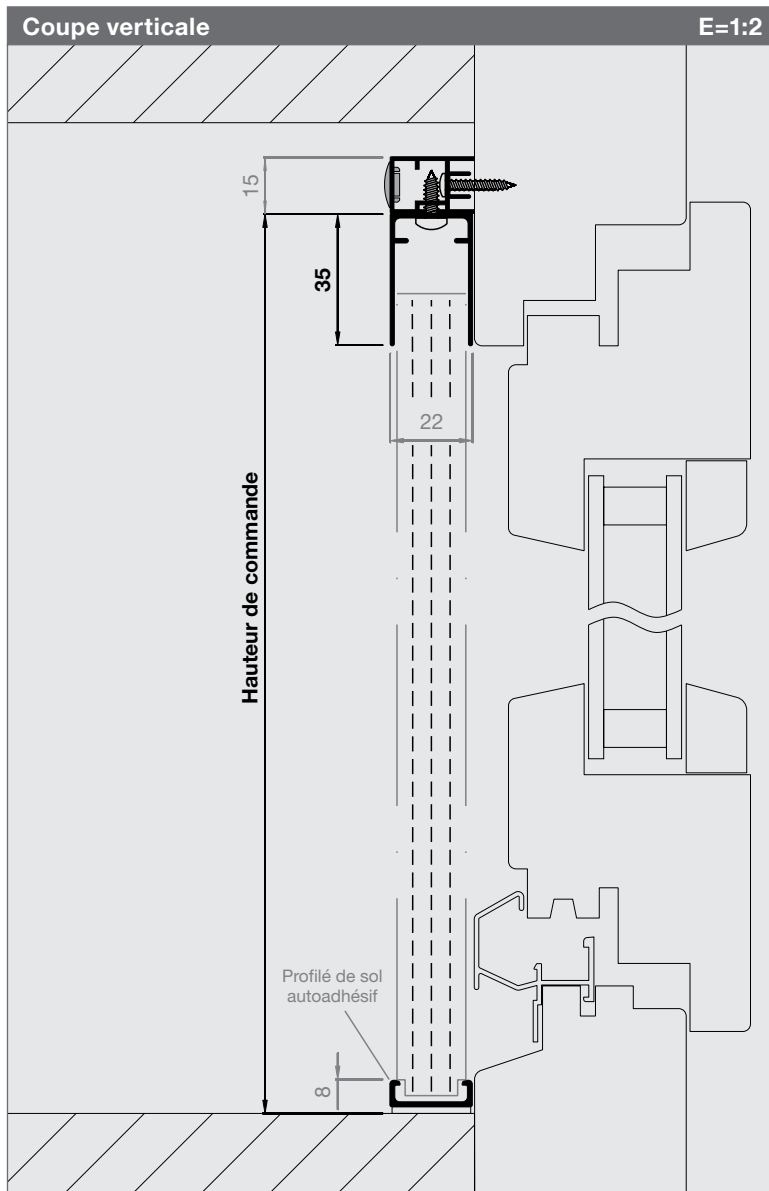 Coupe verticale E=1:2
15
35
22
Hauteur de commande
Profilé de sol
autoadhésif
8